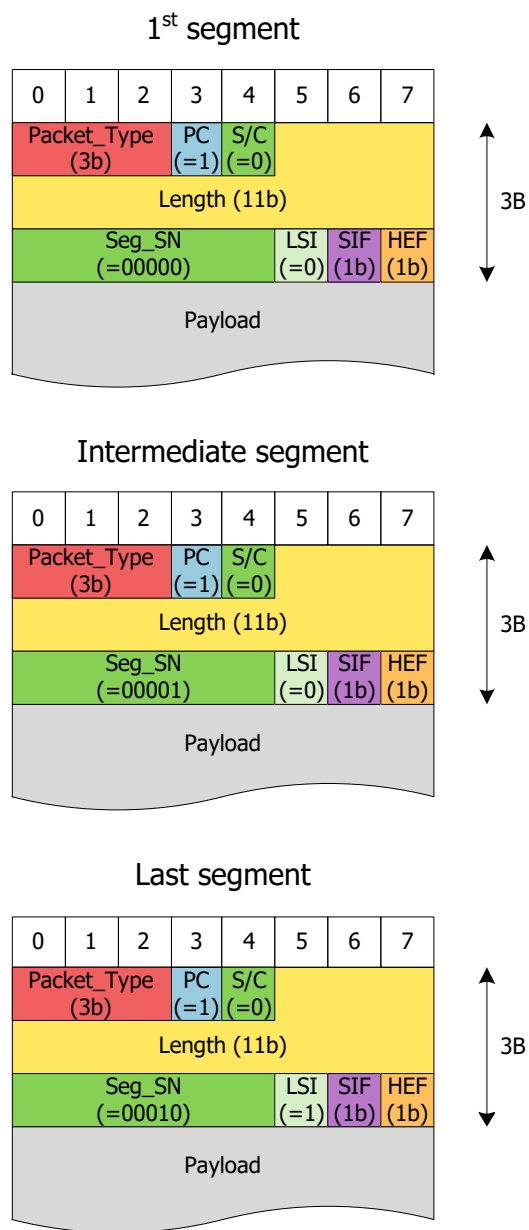 1st segment
0 1 2 3 4 5 6 7
Packet_Type PC S/C
(3b) (=1) (=0)
Length (11b)
3B
Seg_SN LSI SIF HEF
(=00000) (=0) (1b) (1b)
Payload
Intermediate segment
0 1 2 3 4 5 6 7
Packet_Type PC S/C
(3b) (=1) (=0)
Length (11b)
3B
Seg_SN LSI SIF HEF
(=00001) (=0) (1b) (1b)
Payload
Last segment
0 1 2 3 4 5 6 7
Packet_Type PC S/C
(3b) (=1) (=0)
Length (11b)
3B
Seg_SN LSI SIF HEF
(=00010) (=1) (1b) (1b)
Payload